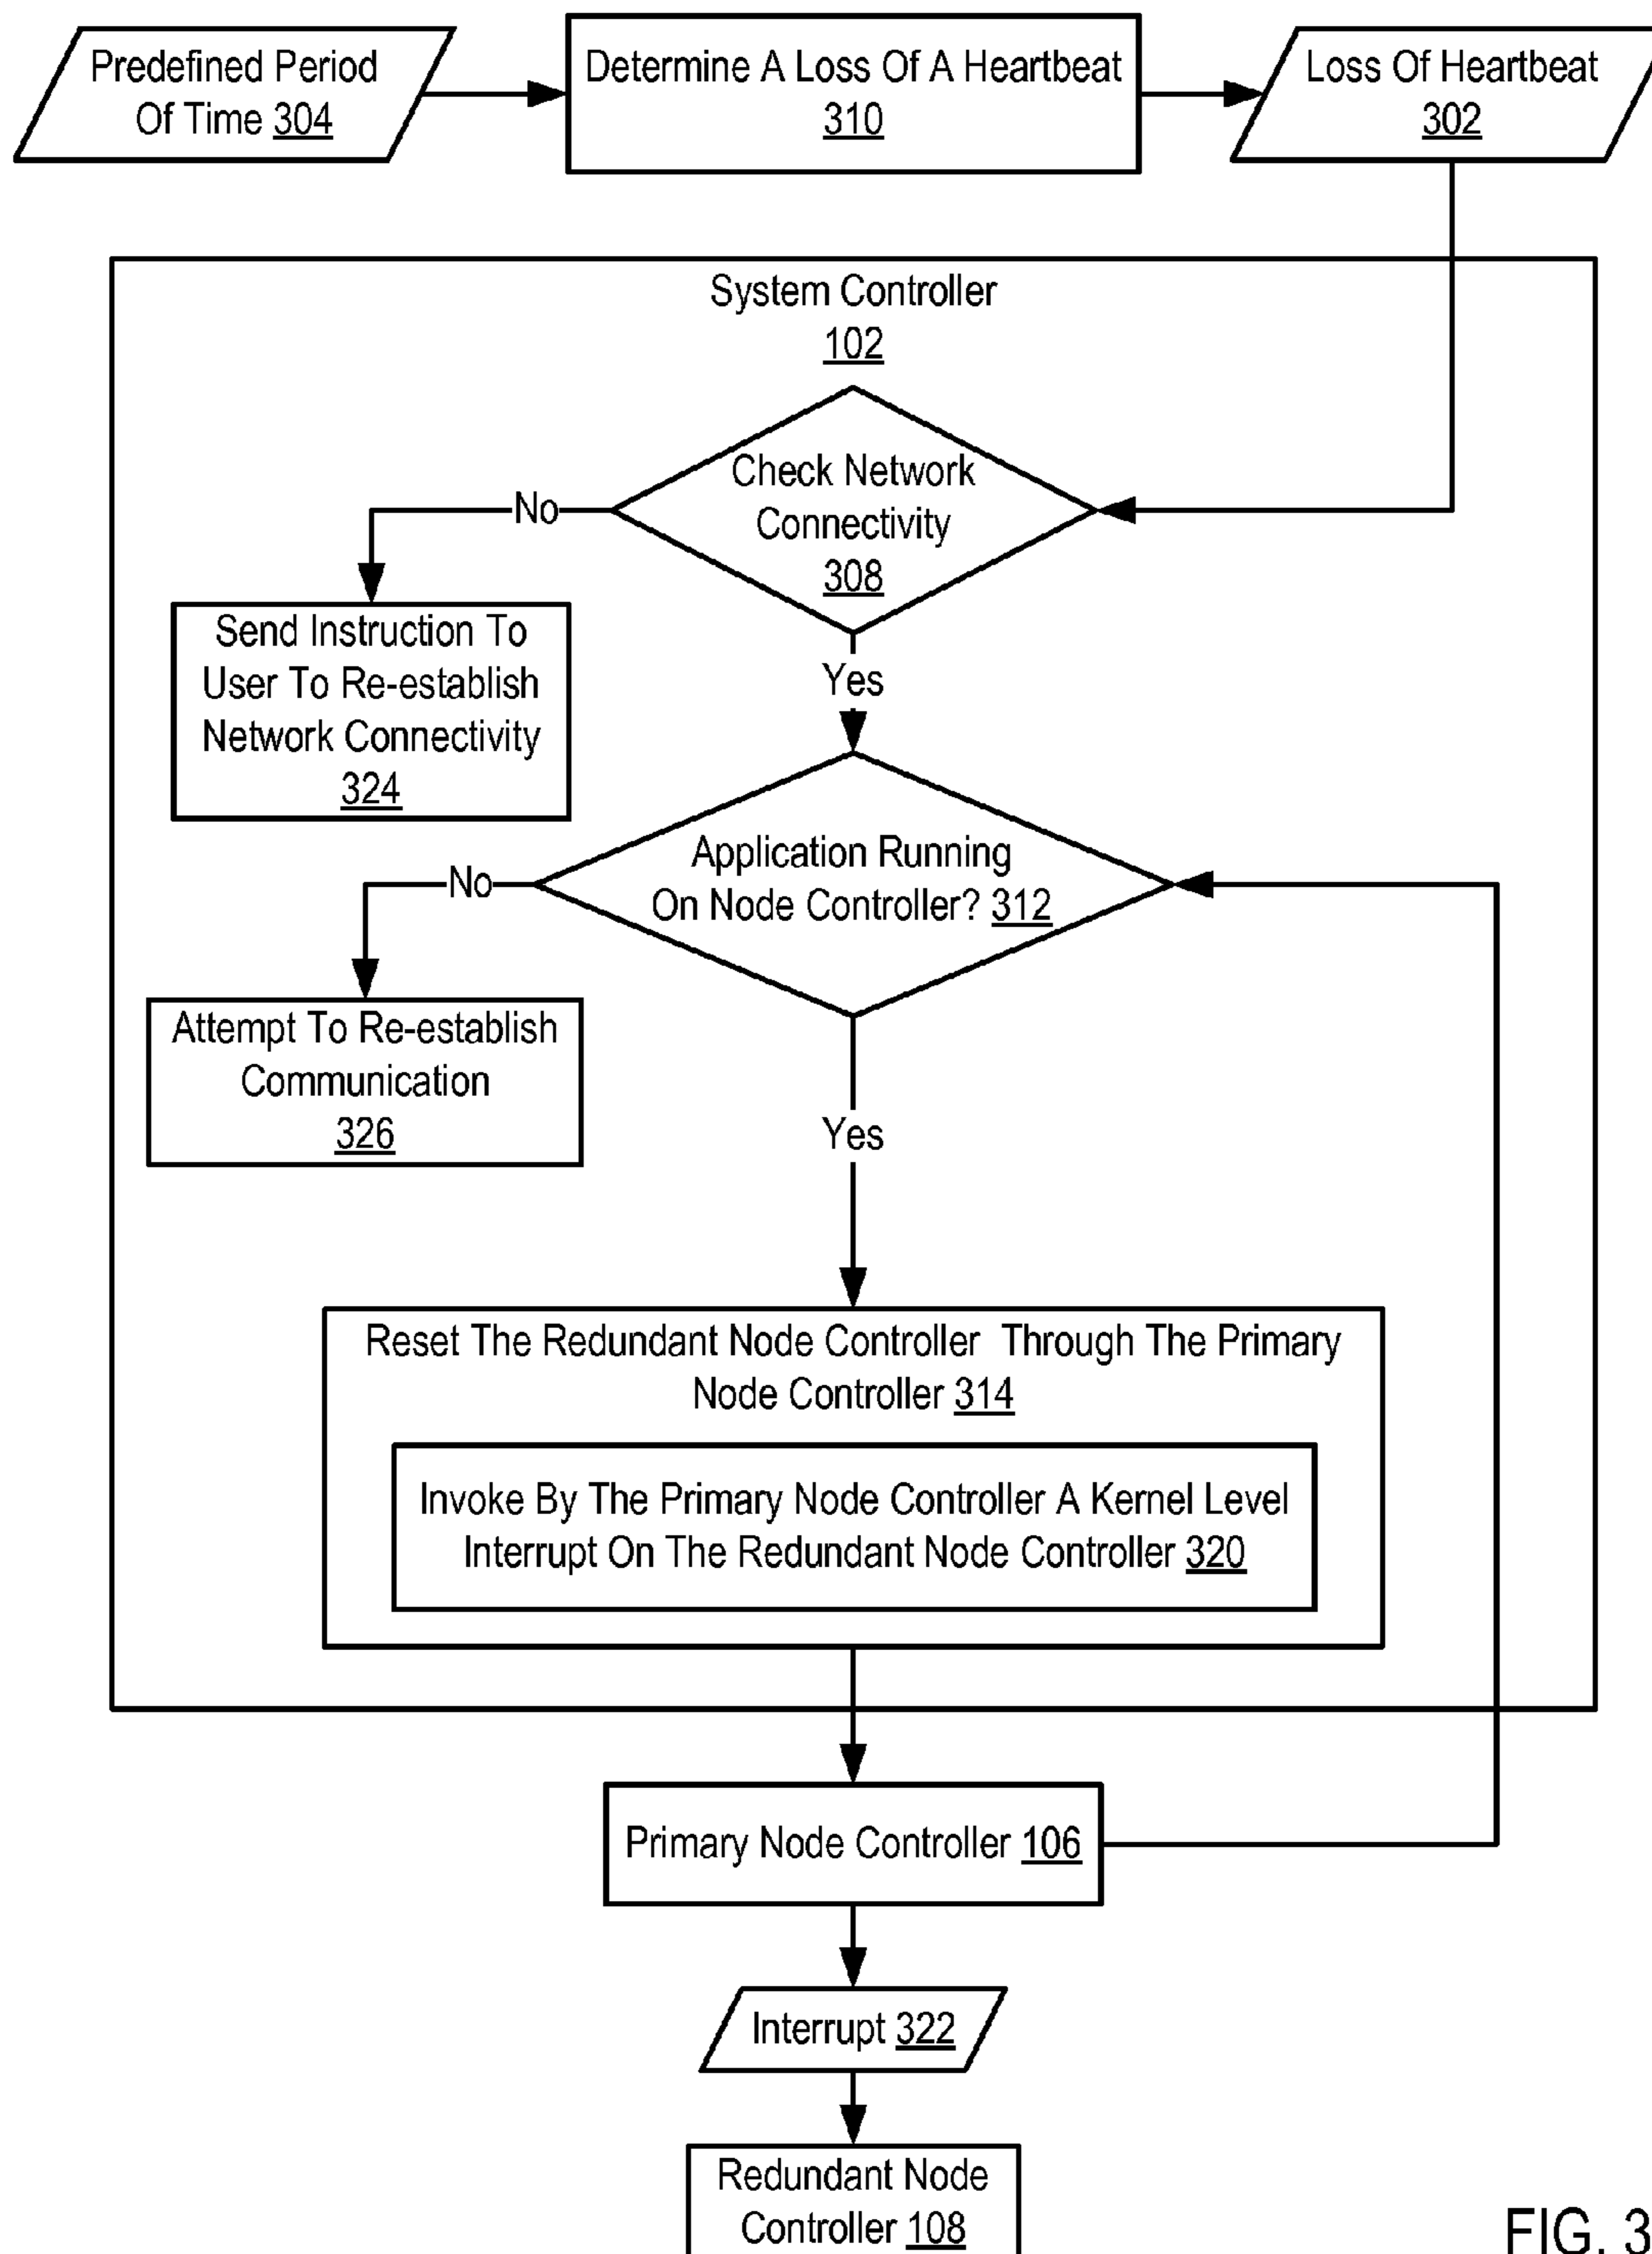 Predefined Period
Of Time 304
Determine A Loss Of A Heartbeat
310
Loss Of Heartbeat
302
System Controller
102
Check Network
Connectivity
308
No
Send Instruction To
User To Re-establish
Network Connectivity
324
Yes
Application Running
On Node Controller? 312
No
Attempt To Re-establish
Communication
326
Yes
Reset The Redundant Node Controller Through The Primary
Node Controller 314
Invoke By The Primary Node Controller A Kernel Level
Interrupt On The Redundant Node Controller 320
Primary Node Controller 106
Interrupt 322
Redundant Node
Controller 108
FIG. 3